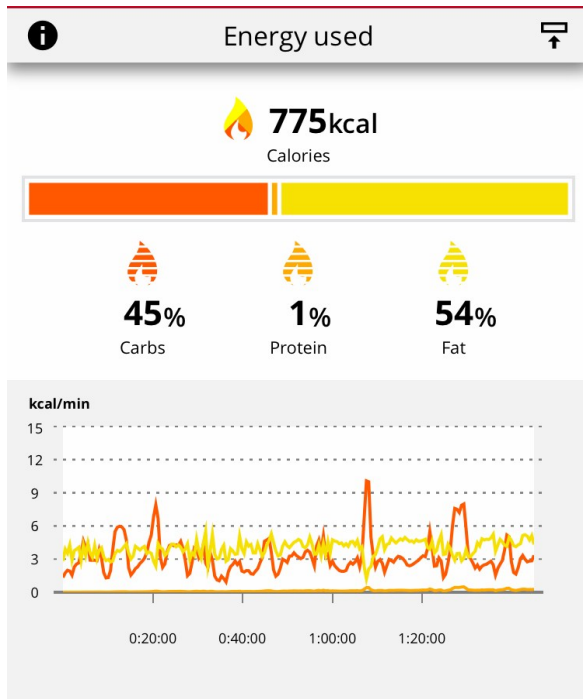 Energy used
775kcal
Calories
45% 1% 54%
Carbs Protein Fat
kcal/min
15
12
9
6
3
0
0:20:00 0:40:00 1:00:00 1:20:00